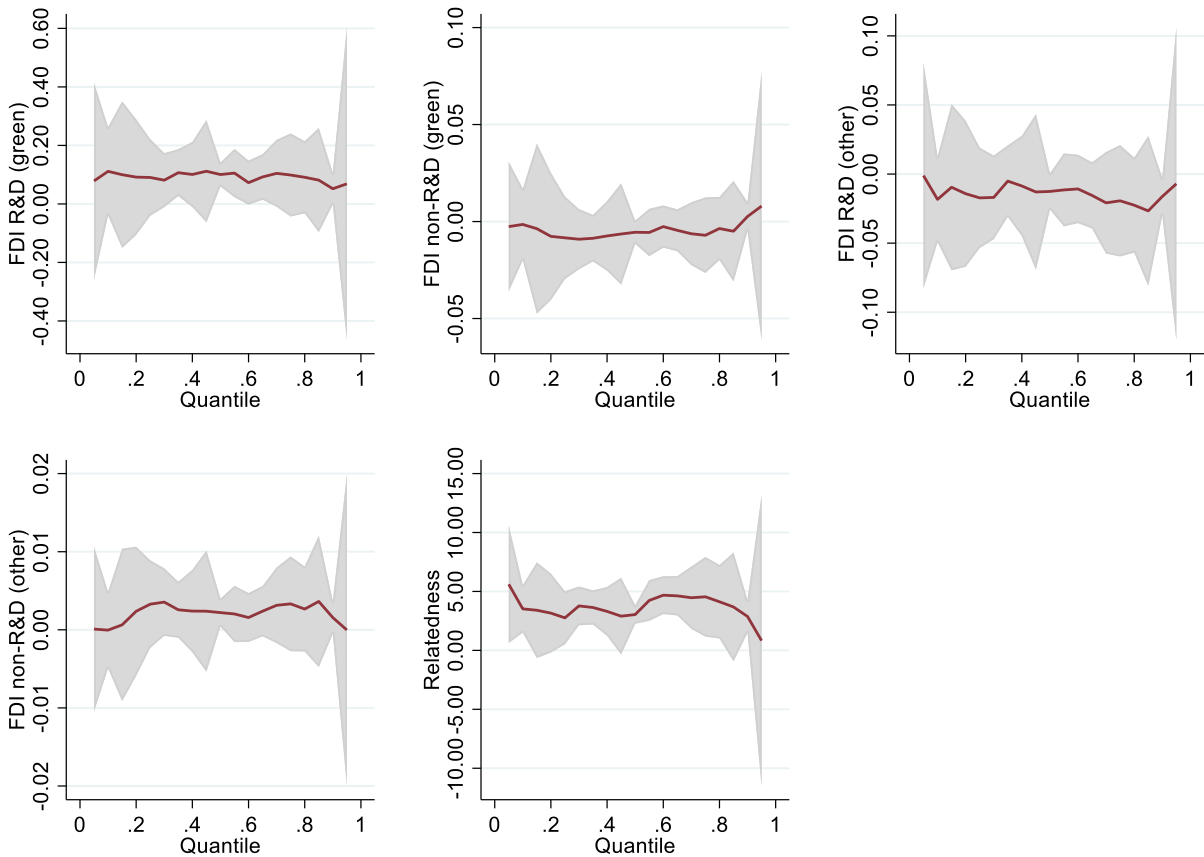 FDI R&D (green)
0.60
0.40
0.20
0.00
-0.20
-0.40
0 .2 .4 .6 .8 1
Quantile
FDI non-R&D (green)
0.10
0.05
0.00
-0.05
0 .2 .4 .6 .8 1
Quantile
FDI R&D (other)
0.10
0.05
0.00
-0.05
-0.10
0 .2 .4 .6 .8 1
Quantile
FDI non-R&D (other)
0.02
0.01
0.00
-0.01
-0.02
0 .2 .4 .6 .8 1
Quantile
Relatedness
15.00
10.00
5.00
0.00
-5.00
-10.00
0 .2 .4 .6 .8 1
Quantile